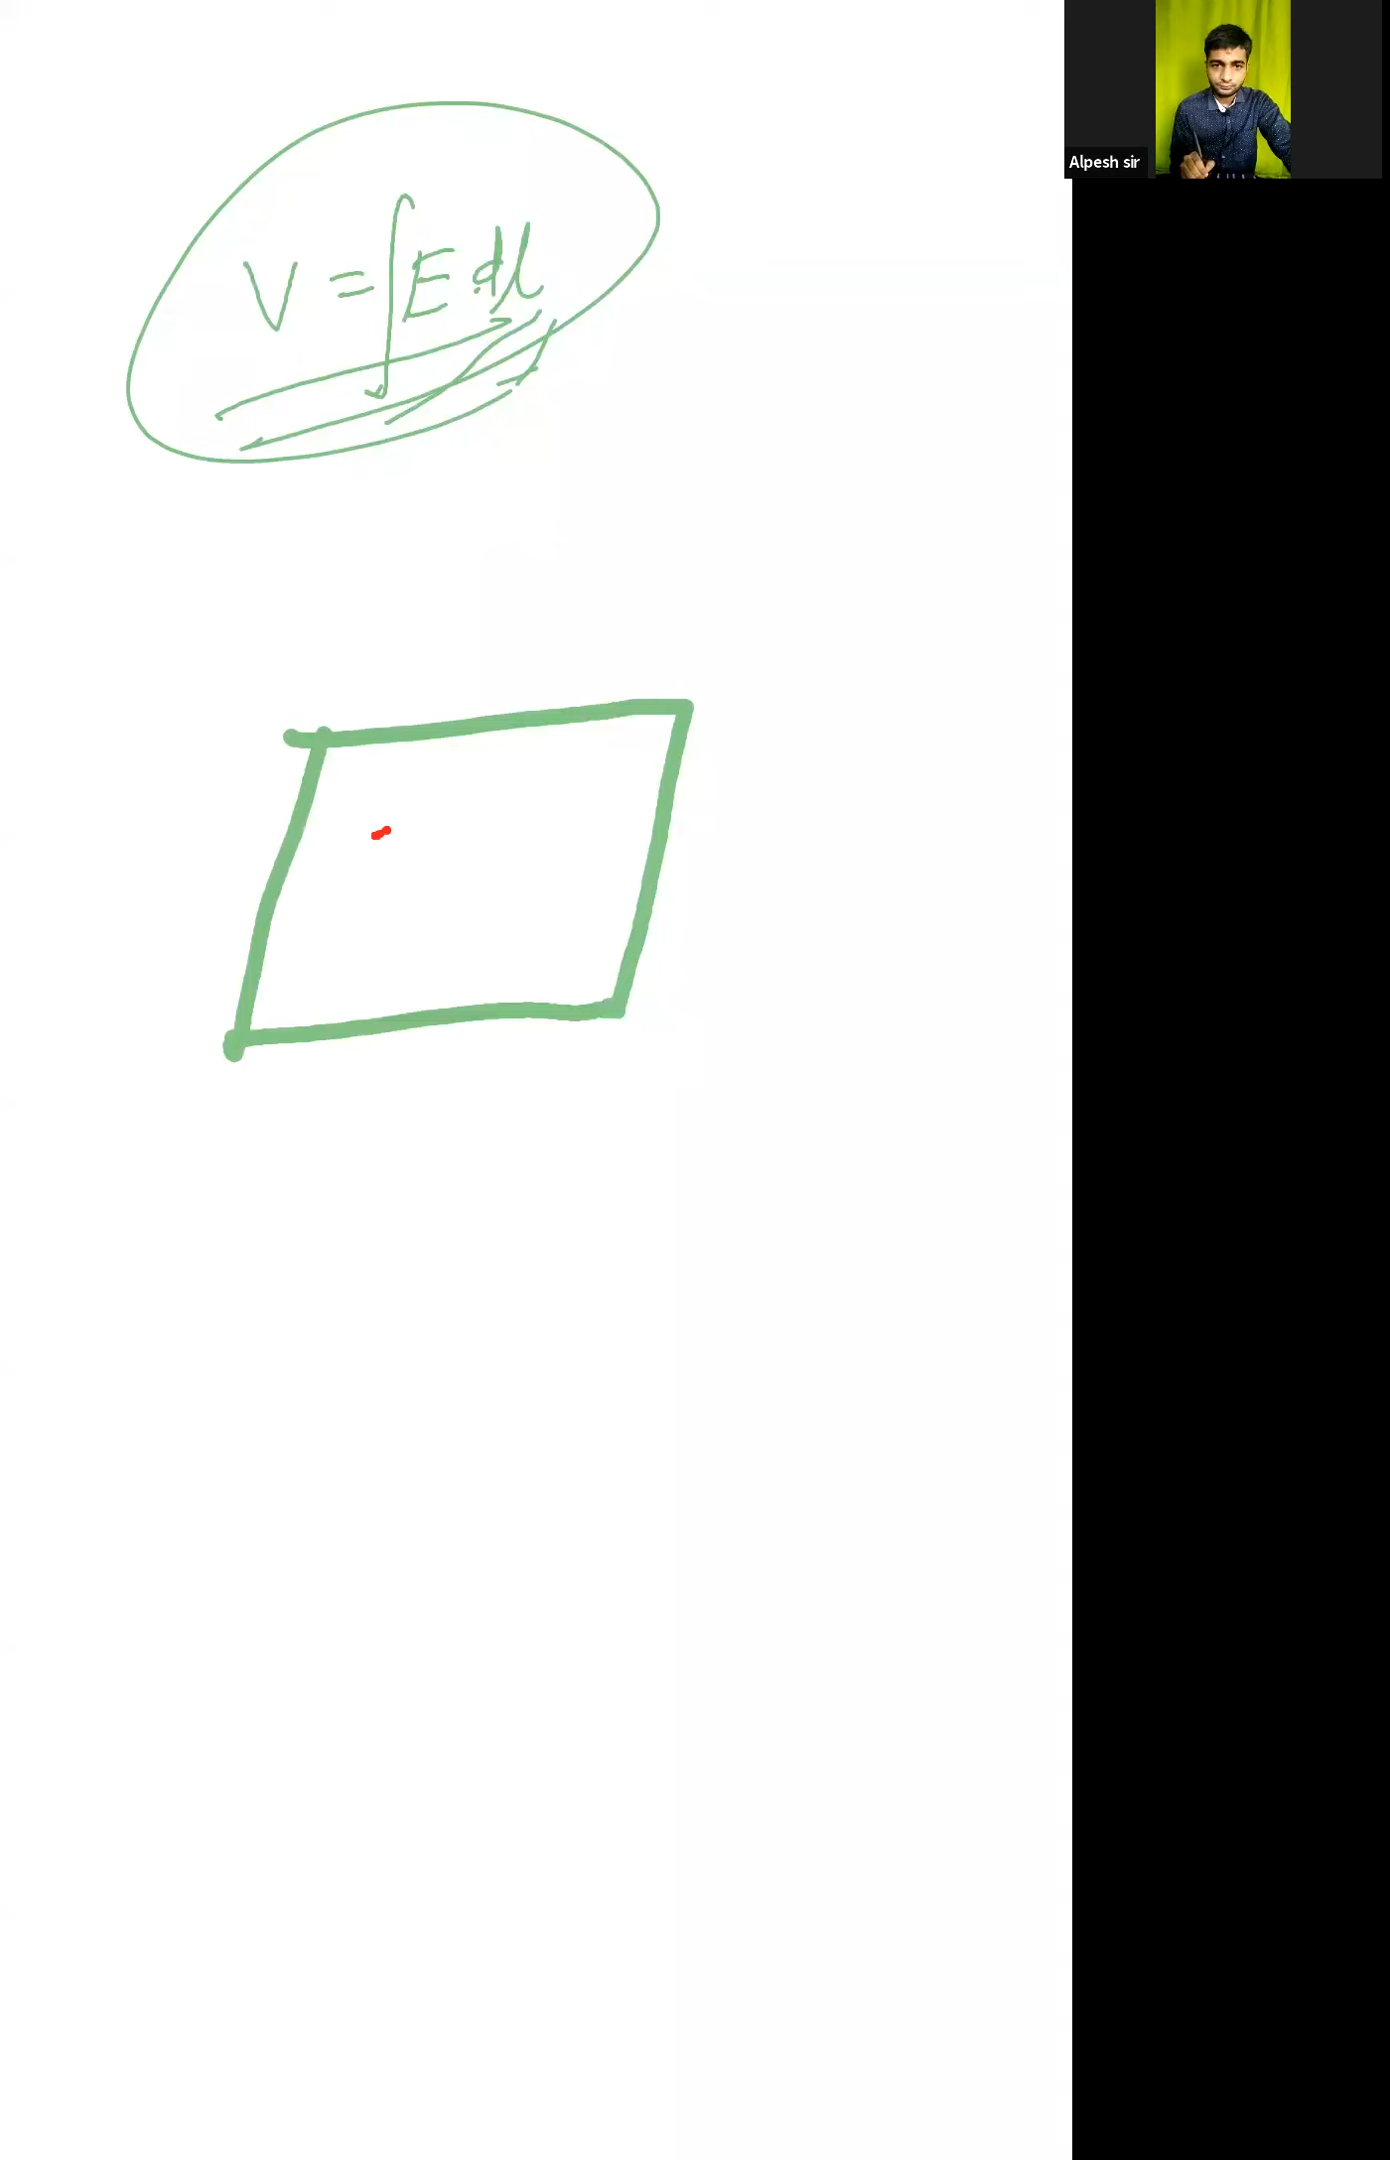 Alpesh sir
V = ∫E.dl